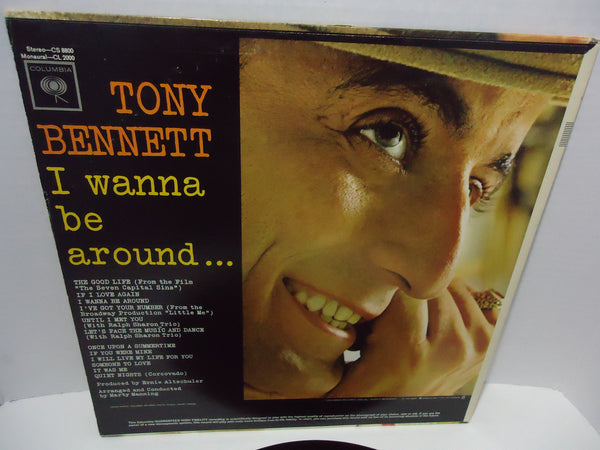 Stereo—CS 8800
Monaural—CL 2000
COLUMBIA
TONY
BENNETT
I wanna
be
around...
THE GOOD LIFE (From the Film
"The Seven Capital Sins")
IF I LOVE AGAIN
I WANNA BE AROUND
I'VE GOT YOUR NUMBER (From the
Broadway Production "Little Me")
UNTIL I MET YOU
(With Ralph Sharon Trio)
LET'S FACE THE MUSIC AND DANCE
(With Ralph Sharon Trio)
ONCE UPON A SUMMERTIME
IF YOU WERE MINE
I WILL LIVE MY LIFE FOR YOU
SOMEONE TO LOVE
IT WAS ME
QUIET NIGHTS (Corcovado)
Produced by Ernie Altschuler
Arranged and Conducted
by Marty Manning